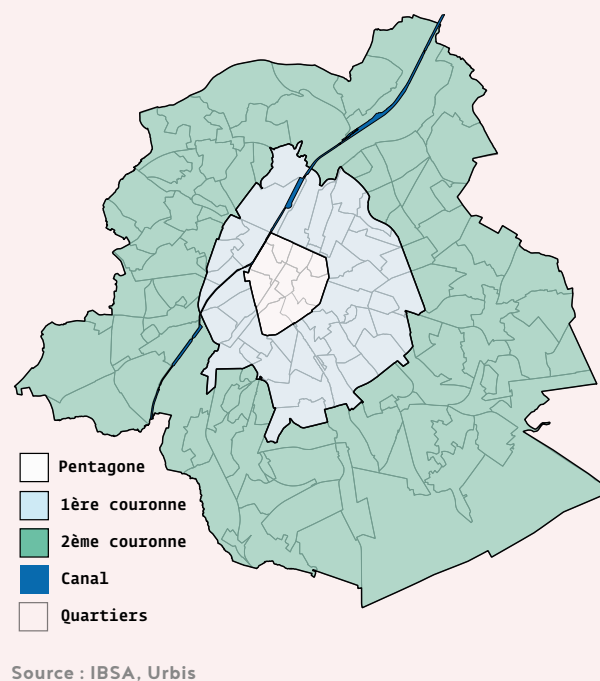 Pentagone
1ère couronne
2ème couronne
Canal
Quartiers
Source : IBSA, Urbis